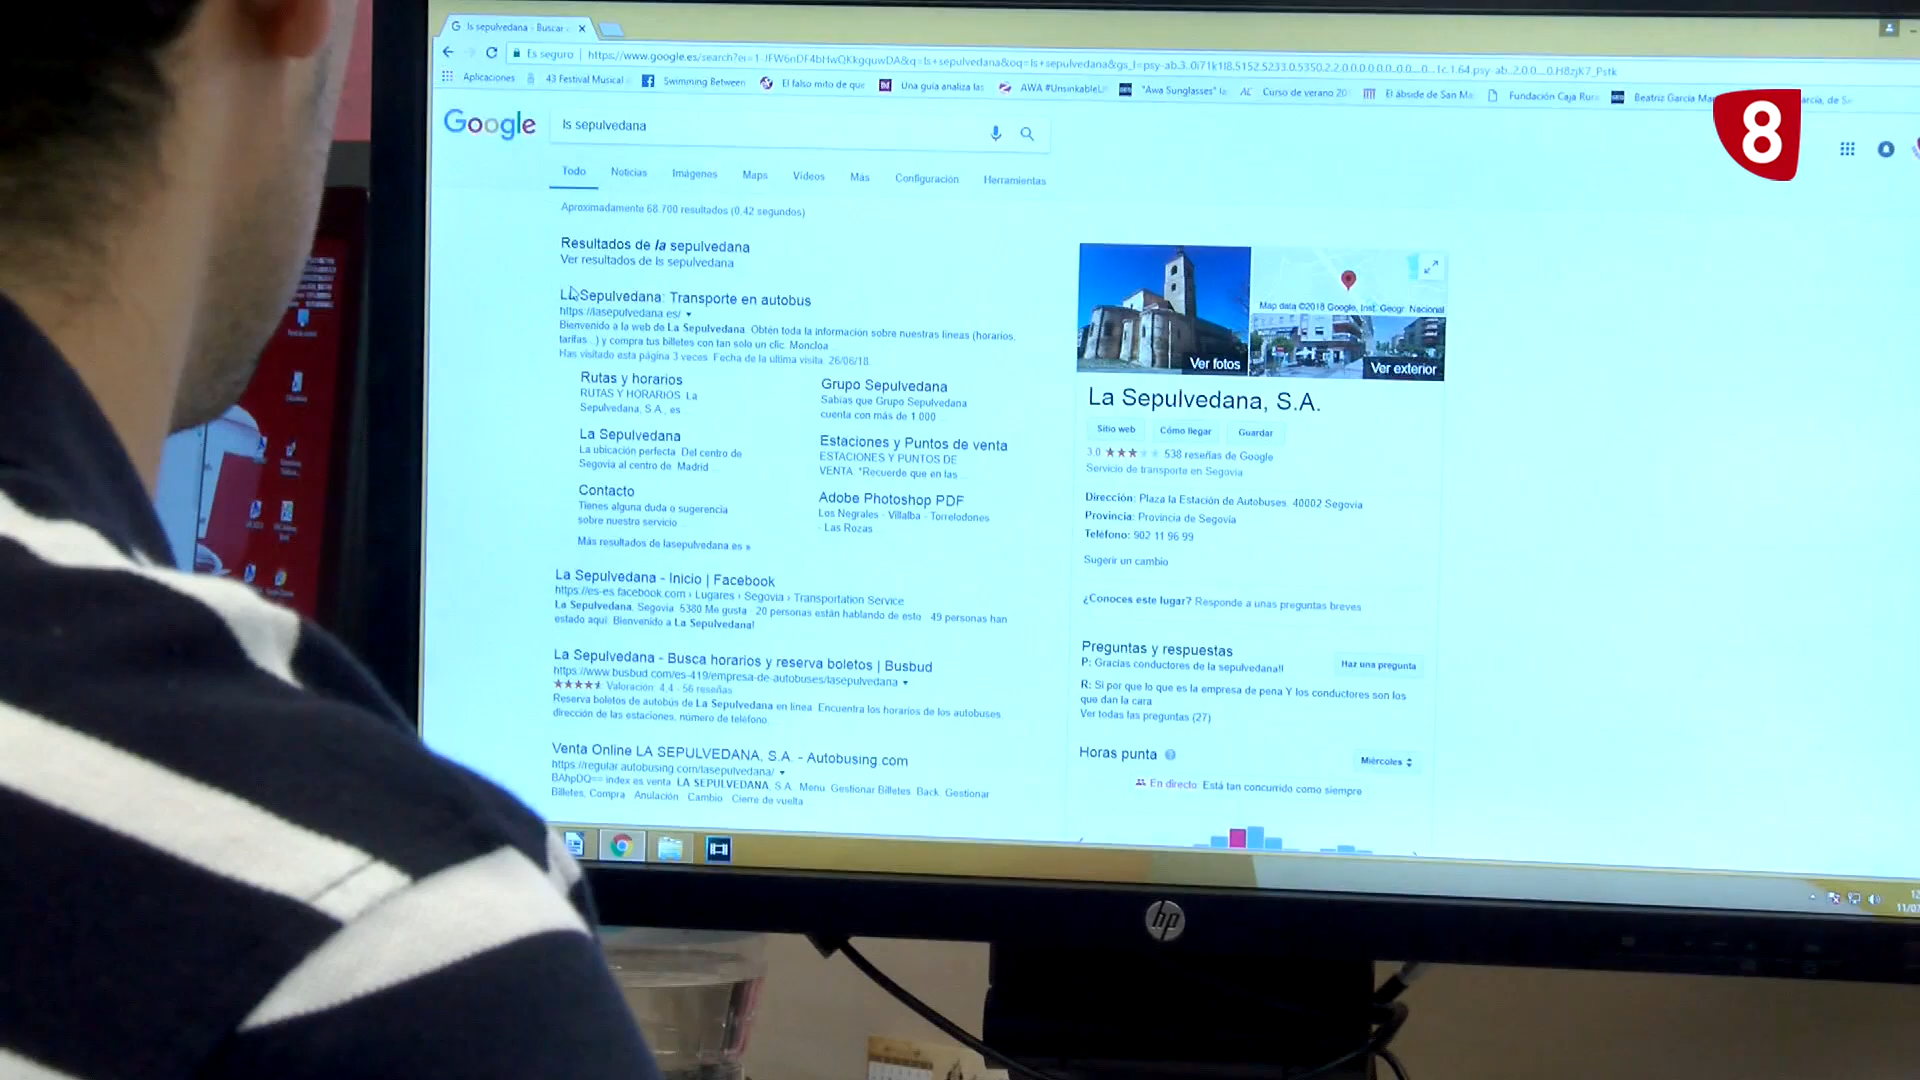 ls sepulvedana - Buscar
Es seguro
Aplicaciones
43 Festival Musical
Swimming Between
El falso mito de que
Una guía analiza las
"Awa Sunglasses" la
Curso de verano 20
El ábside de San Ma
Fundación Caja Rur
8
Google
ls sepulvedana
Todo
Noticias
Imágenes
Maps
Vídeos
Más
Configuración
Herramientas
Aproximadamente 68.700 resultados (0,42 segundos)
Resultados de la sepulvedana
Ver resultados de ls sepulvedana
La Sepulvedana: Transporte en autobus
https://lasepulvedana.es/
Bienvenido a la web de La Sepulvedana. Obtén toda la información sobre nuestras líneas (horarios,
tarifas...) y compra tus billetes con tan solo un clic. Moncloa
Has visitado esta página 3 veces. Fecha de la última visita: 26/06/18
Rutas y horarios
RUTAS Y HORARIOS. La
Sepulvedana, S.A., es ...
Grupo Sepulvedana
Sabías que Grupo Sepulvedana
cuenta con más de 1.000 ...
La Sepulvedana
La ubicación perfecta. Del centro de
Segovia al centro de Madrid ...
Estaciones y Puntos de venta
ESTACIONES Y PUNTOS DE
VENTA. *Recuerde que en las ...
Contacto
Tienes alguna duda o sugerencia
sobre nuestro servicio ...
Adobe Photoshop PDF
Los Negrales - Villalba - Torrelodones
- Las Rozas
Más resultados de lasepulvedana.es »
La Sepulvedana - Inicio | Facebook
https://es-es.facebook.com › Lugares › Segovia › Transportation Service
La Sepulvedana, Segovia. 5380 Me gusta · 20 personas están hablando de esto · 49 personas han
estado aquí. Bienvenido a La Sepulvedana!
La Sepulvedana - Busca horarios y reserva boletos | Busbud
https://www.busbud.com/es-419/empresa-de-autobuses/lasepulvedana
Valoración: 4,4 - 56 reseñas
Reserva boletos de autobús de La Sepulvedana en línea. Encuentra los horarios de los autobuses
dirección de las estaciones, número de teléfono.
Venta Online LA SEPULVEDANA, S.A. - Autobusing.com
https://regular.autobusing.com/lasepulvedana/
BAhpDQ== index es venta. LA SEPULVEDANA, S.A. Menu. Gestionar Billetes. Back. Gestionar
Billetes, Compra · Anulación · Cambio · Cierre de vuelta
Map data ©2018 Google, Inst. Geogr. Nacional
Ver fotos
Ver exterior
La Sepulvedana, S.A.
Sitio web
Cómo llegar
Guardar
3,0 538 reseñas de Google
Servicio de transporte en Segovia
Dirección: Plaza la Estación de Autobuses, 40002 Segovia
Provincia: Provincia de Segovia
Teléfono: 902 11 96 99
Sugerir un cambio
¿Conoces este lugar? Responde a unas preguntas breves
Preguntas y respuestas
Haz una pregunta
P: Gracias conductores de la sepulvedana!!
R: Si por que lo que es la empresa de pena Y los conductores son los
que dan la cara
Ver todas las preguntas (27)
Horas punta
Miércoles
En directo: Está tan concurrido como siempre
hp